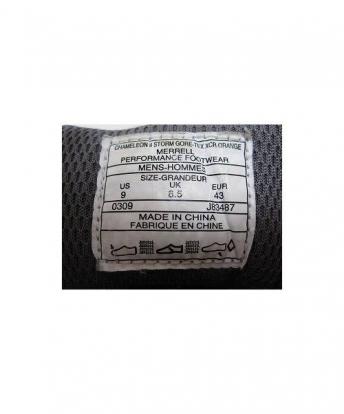 CHAMELEON II STORM GORE-TEX XCR ORANGE
MERRELL
PERFORMANCE FOOTWEAR
MENS-HOMMES
SIZE-GRANDEUR
US UK EUR
9 8.5 43
0309 J83487
MADE IN CHINA
FABRIQUE EN CHINE